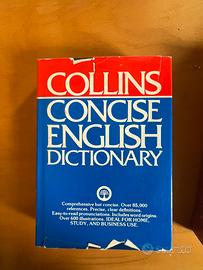 COLLINS
CONCISE
ENGLISH
DICTIONARY
Comprehensive but concise. Over 85,000
references. Precise, clear definitions.
Easy-to-read pronunciations. Includes word origins.
Over 600 illustrations. IDEAL FOR HOME,
STUDY, AND BUSINESS USE.
subito